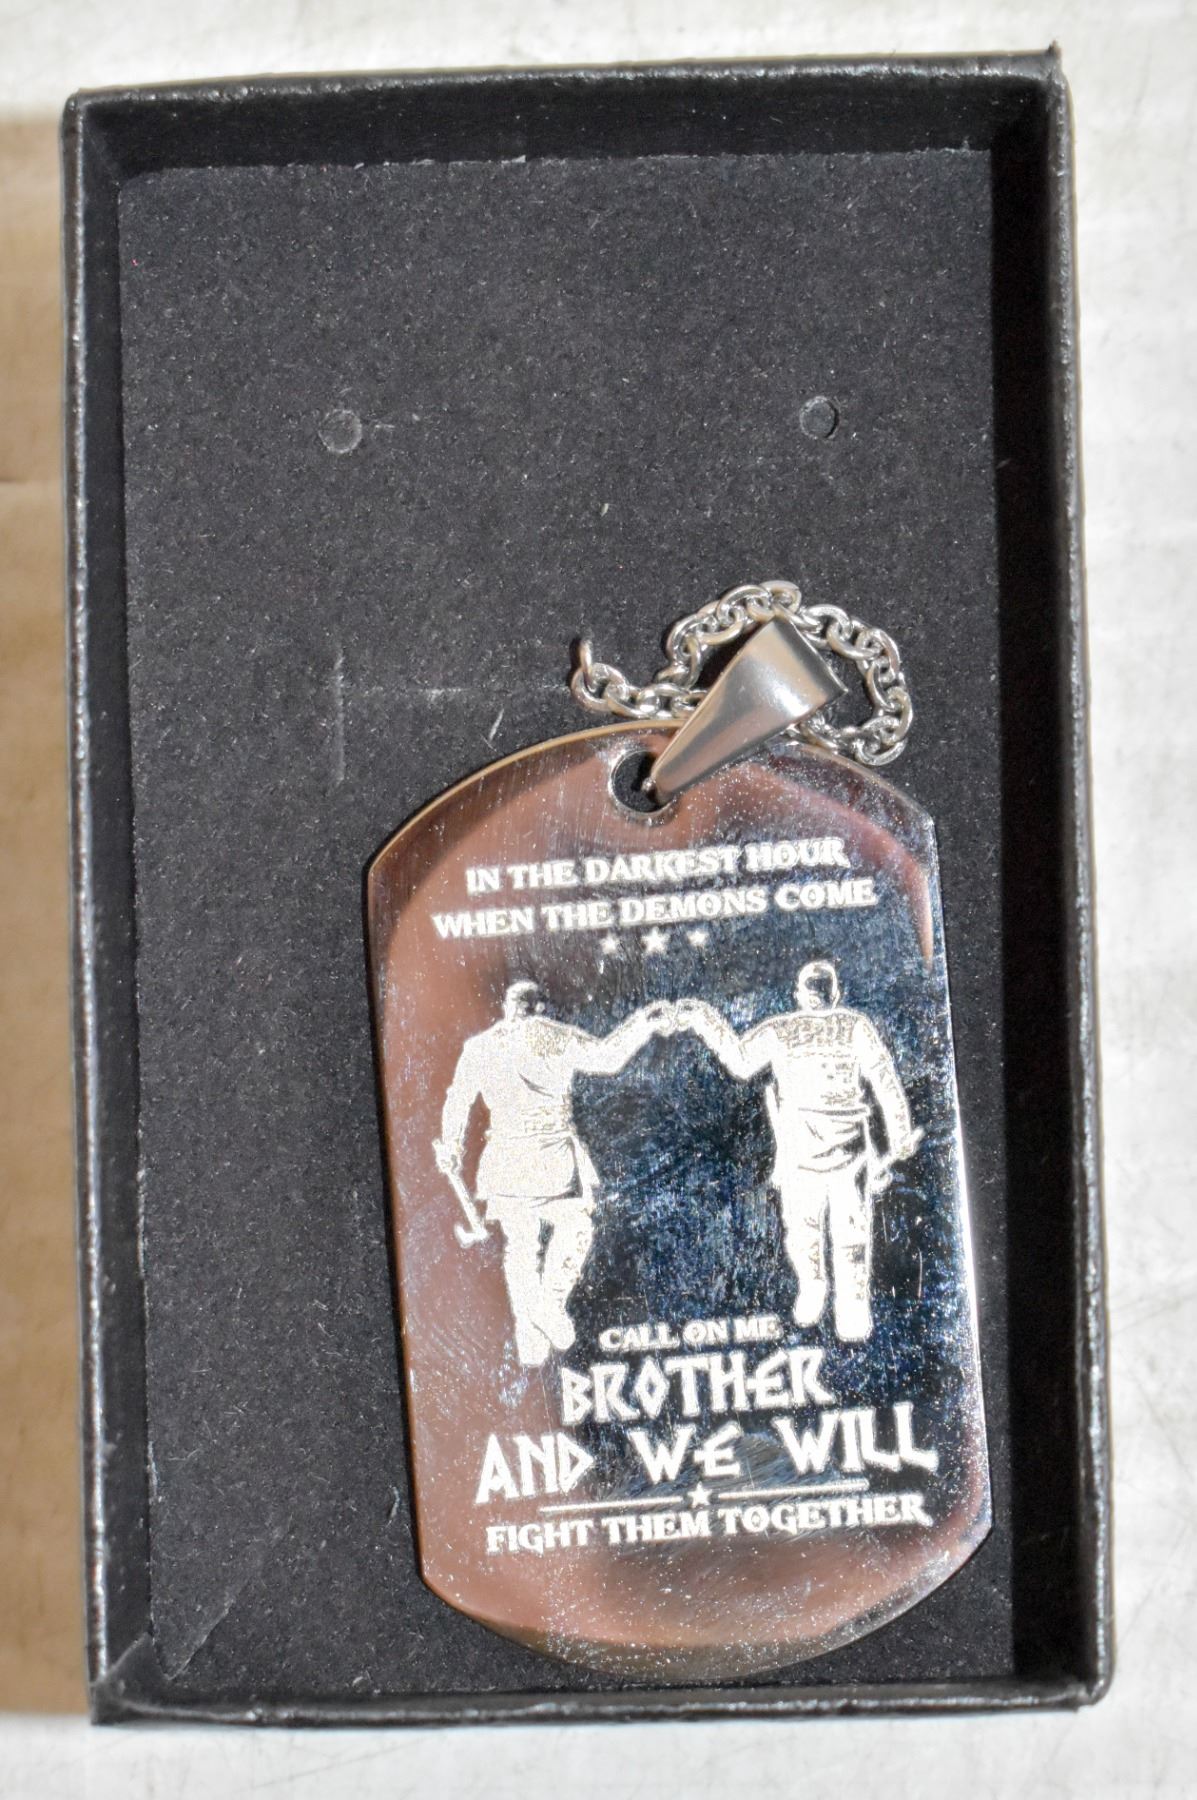 IN THE DARKEST HOUR
WHEN THE DEMONS COME
CALL ON ME
BROTHER
AND WE WILL
FIGHT THEM TOGETHER